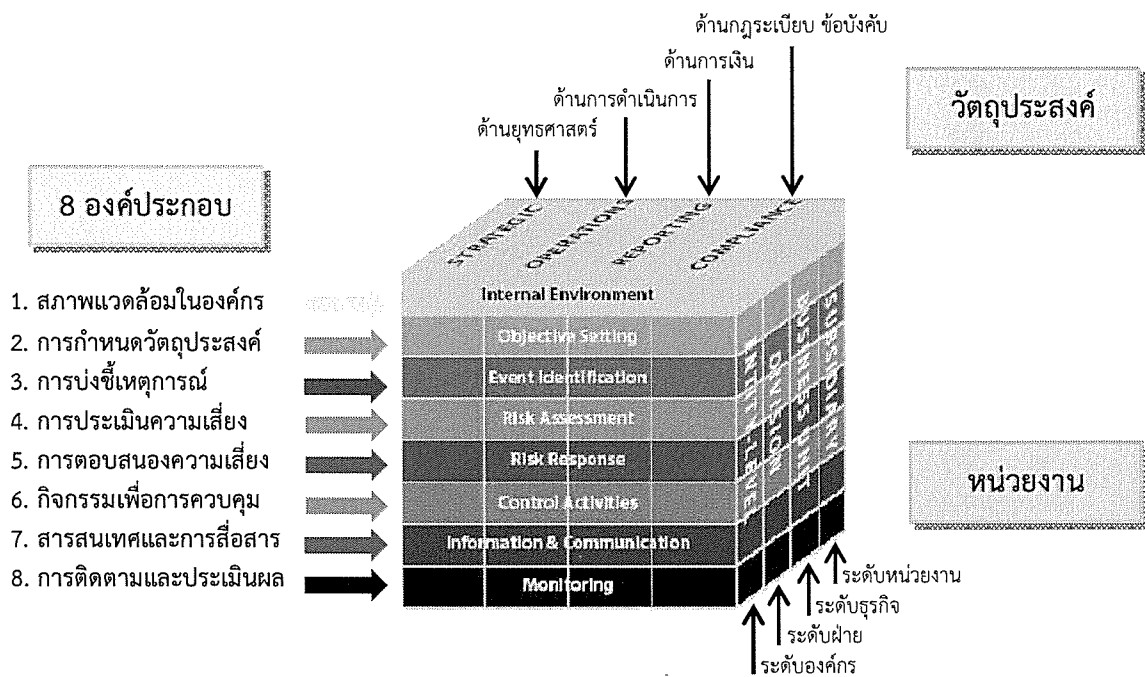 ด้านกฎระเบียบ ข้อบังคับ
ด้านการเงิน
ด้านการดำเนินการ
ด้านยุทธศาสตร์
วัตถุประสงค์
8 องค์ประกอบ
1. สภาพแวดล้อมในองค์กร
2. การกำหนดวัตถุประสงค์
3. การบ่งชี้เหตุการณ์
4. การประเมินความเสี่ยง
5. การตอบสนองความเสี่ยง
6. กิจกรรมเพื่อการควบคุม
7. สารสนเทศและการสื่อสาร
8. การติดตามและประเมินผล
STRATEGIC
OPERATIONS
REPORTING
COMPLIANCE
Internal Environment
Objective Setting
Event Identification
Risk Assessment
Risk Response
Control Activities
Information & Communication
Monitoring
ENTITY-LEVEL
DIVISION
BUSINESS UNIT
SUBSIDIARY
หน่วยงาน
ระดับหน่วยงาน
ระดับธุรกิจ
ระดับฝ่าย
ระดับองค์กร